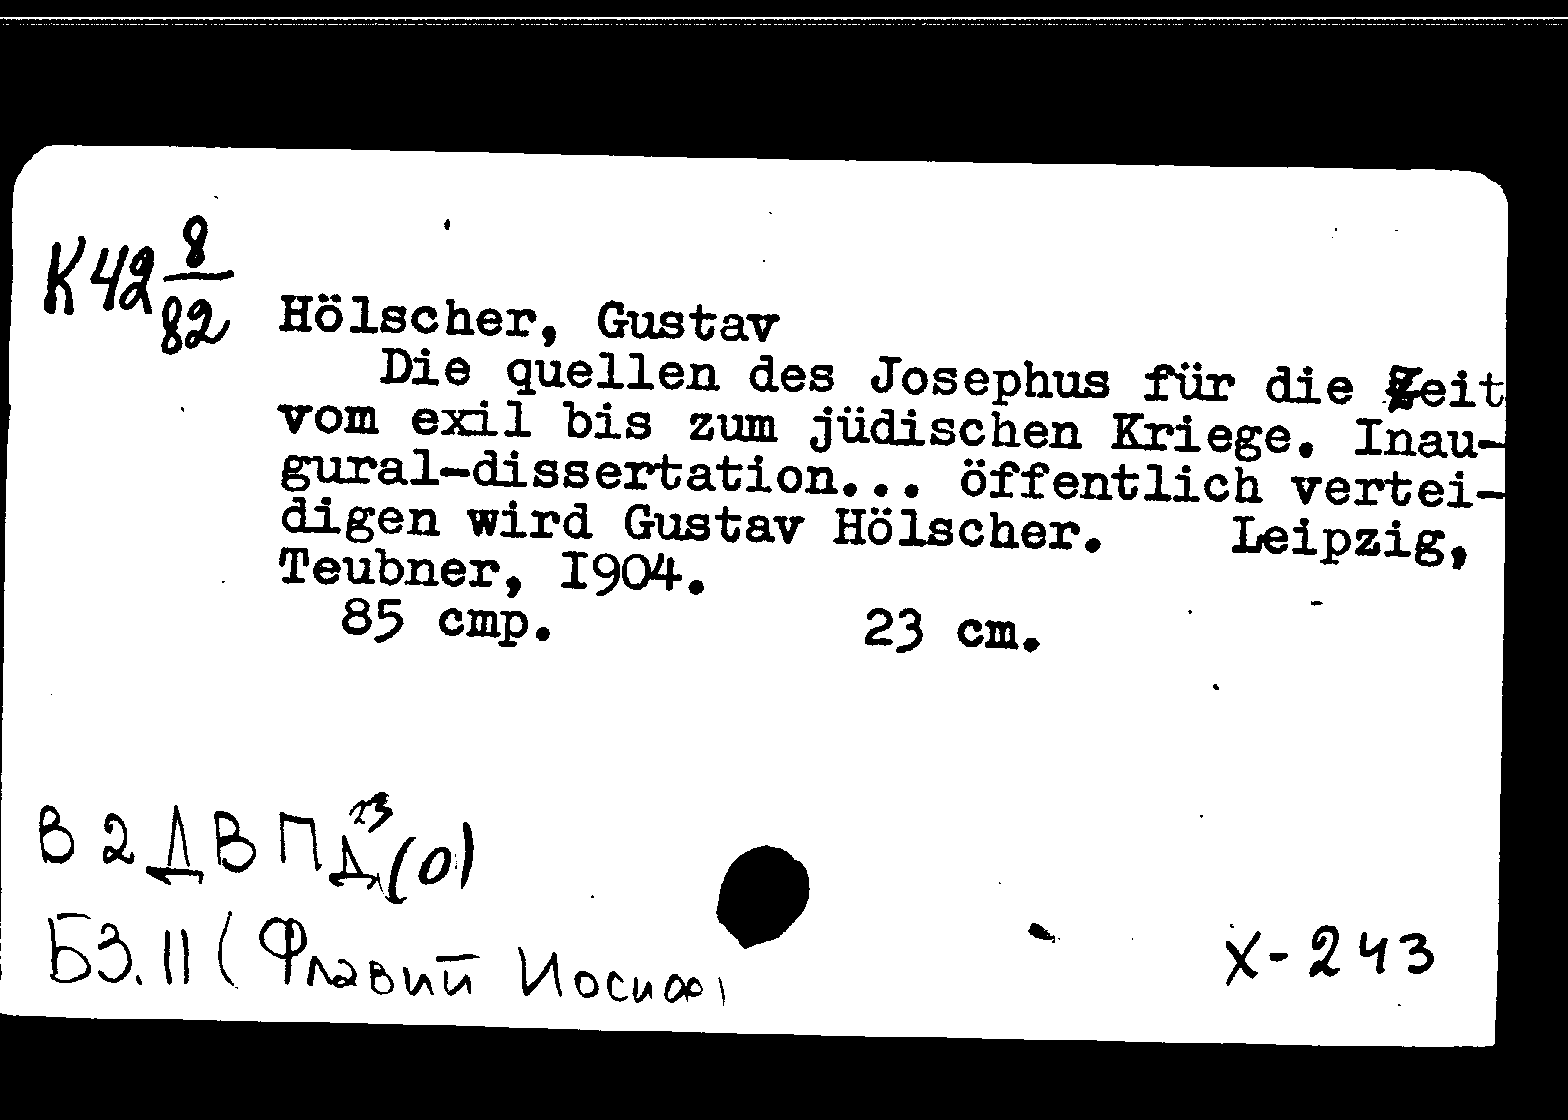 К42 8/82
Hölscher, Gustav
Die quellen des Josephus für die Zeit
vom exil bis zum jüdischen Kriege. Inau-
gural-dissertation... öffentlich vertei-
digen wird Gustav Hölscher. Leipzig,
Teubner, I904.
85 стр. 23 cm.
В 2 Д В П Д (0)
Б3.11 (Флавий Иосиф)
X-243